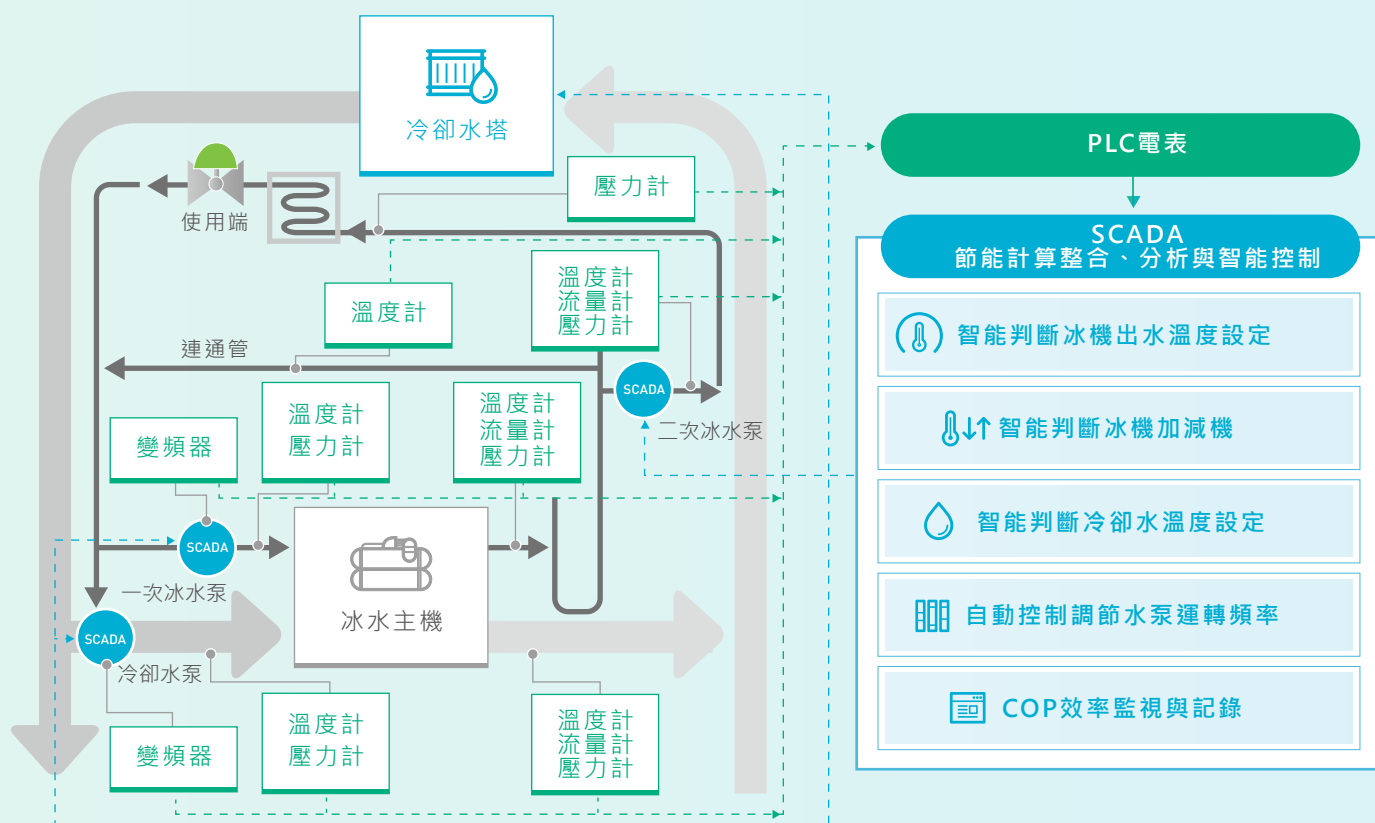 冷卻水塔
PLC電表
壓力計
使用端
SCADA
節能計算整合、分析與智能控制
溫度計
流量計
壓力計
溫度計
智能判斷冰機出水溫度設定
連通管
SCADA
溫度計
壓力計
溫度計
流量計
壓力計
變頻器
二次冰水泵
智能判斷冰機加減機
智能判斷冷卻水溫度設定
SCADA
一次冰水泵
冰水主機
自動控制調節水泵運轉頻率
SCADA
冷卻水泵
COP效率監視與記錄
變頻器
溫度計
壓力計
溫度計
流量計
壓力計